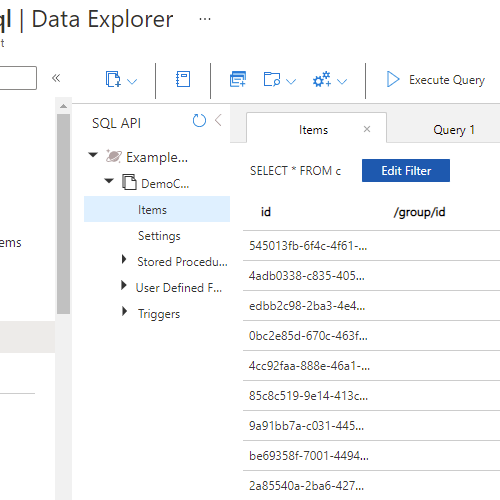 ql | Data Explorer ...
t
«
Execute Query
SQL API
Items ×
Query 1
Example...
SELECT * FROM c
Edit Filter
DemoC...
Items
id
/group/id
Settings
545013fb-6f4c-4f61-...
Stored Procedu...
4adb0338-c835-405...
User Defined F...
edbb2c98-2ba3-4e4...
Triggers
0bc2e85d-670c-463f...
ems
4cc92faa-888e-46a1-...
85c8c519-9e14-413c...
9a91bb7a-c031-445...
be69358f-7001-4494...
2a85540a-2ba6-427...